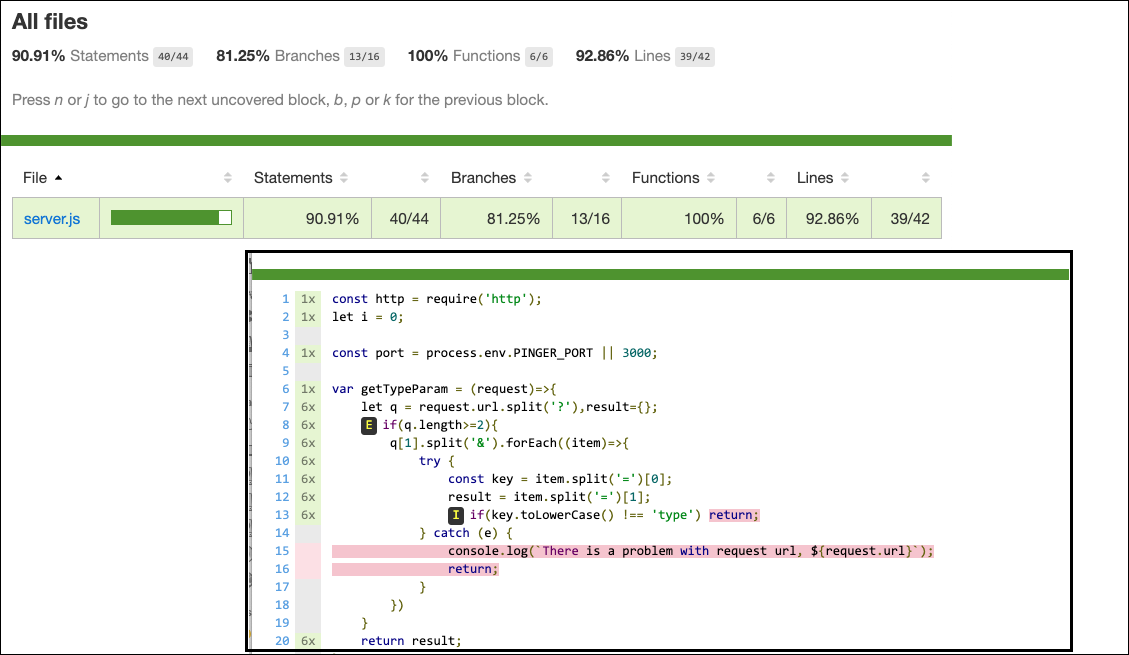 All files
90.91% Statements 40/44 81.25% Branches 13/16 100% Functions 6/6 92.86% Lines 39/42
Press n or j to go to the next uncovered block, b, p or k for the previous block.
File Statements Branches Functions Lines
server.js 90.91% 40/44 81.25% 13/16 100% 6/6 92.86% 39/42
1 1x const http = require('http');
2 1x let i = 0;
3
4 1x const port = process.env.PINGER_PORT || 3000;
5
6 1x var getTypeParam = (request)=>{
7 6x let q = request.url.split('?'),result={};
8 6x E if(q.length>=2){
9 6x q[1].split('&').forEach((item)=>{
10 6x try {
11 6x const key = item.split('=')[0];
12 6x result = item.split('=')[1];
13 6x I if(key.toLowerCase() !== 'type') return;
14 } catch (e) {
15 console.log(`There is a problem with request url, ${request.url}`);
16 return;
17 }
18 })
19 }
20 6x return result;